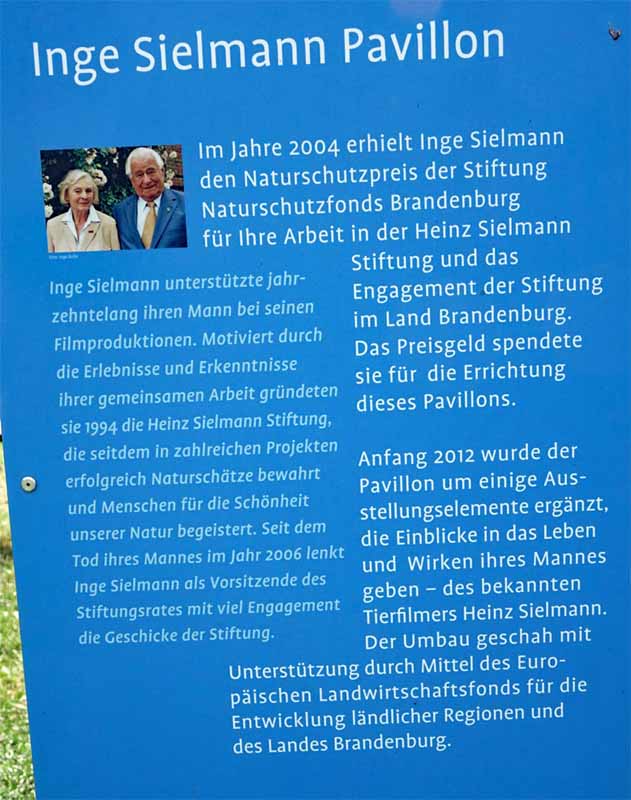 Inge Sielmann Pavillon
Im Jahre 2004 erhielt Inge Sielmann
den Naturschutzpreis der Stiftung
Naturschutzfonds Brandenburg
für Ihre Arbeit in der Heinz Sielmann
Stiftung und das
Engagement der Stiftung
im Land Brandenburg.
Das Preisgeld spendete
sie für die Errichtung
dieses Pavillons.
Inge Sielmann unterstützte jahr-
zehntelang ihren Mann bei seinen
Filmproduktionen. Motiviert durch
die Erlebnisse und Erkenntnisse
ihrer gemeinsamen Arbeit gründeten
sie 1994 die Heinz Sielmann Stiftung,
die seitdem in zahlreichen Projekten
erfolgreich Naturschätze bewahrt
und Menschen für die Schönheit
unserer Natur begeistert. Seit dem
Tod ihres Mannes im Jahr 2006 lenkt
Inge Sielmann als Vorsitzende des
Stiftungsrates mit viel Engagement
die Geschicke der Stiftung.
Anfang 2012 wurde der
Pavillon um einige Aus-
stellungselemente ergänzt,
die Einblicke in das Leben
und Wirken ihres Mannes
geben – des bekannten
Tierfilmers Heinz Sielmann.
Der Umbau geschah mit
Unterstützung durch Mittel des Euro-
päischen Landwirtschaftsfonds für die
Entwicklung ländlicher Regionen und
des Landes Brandenburg.